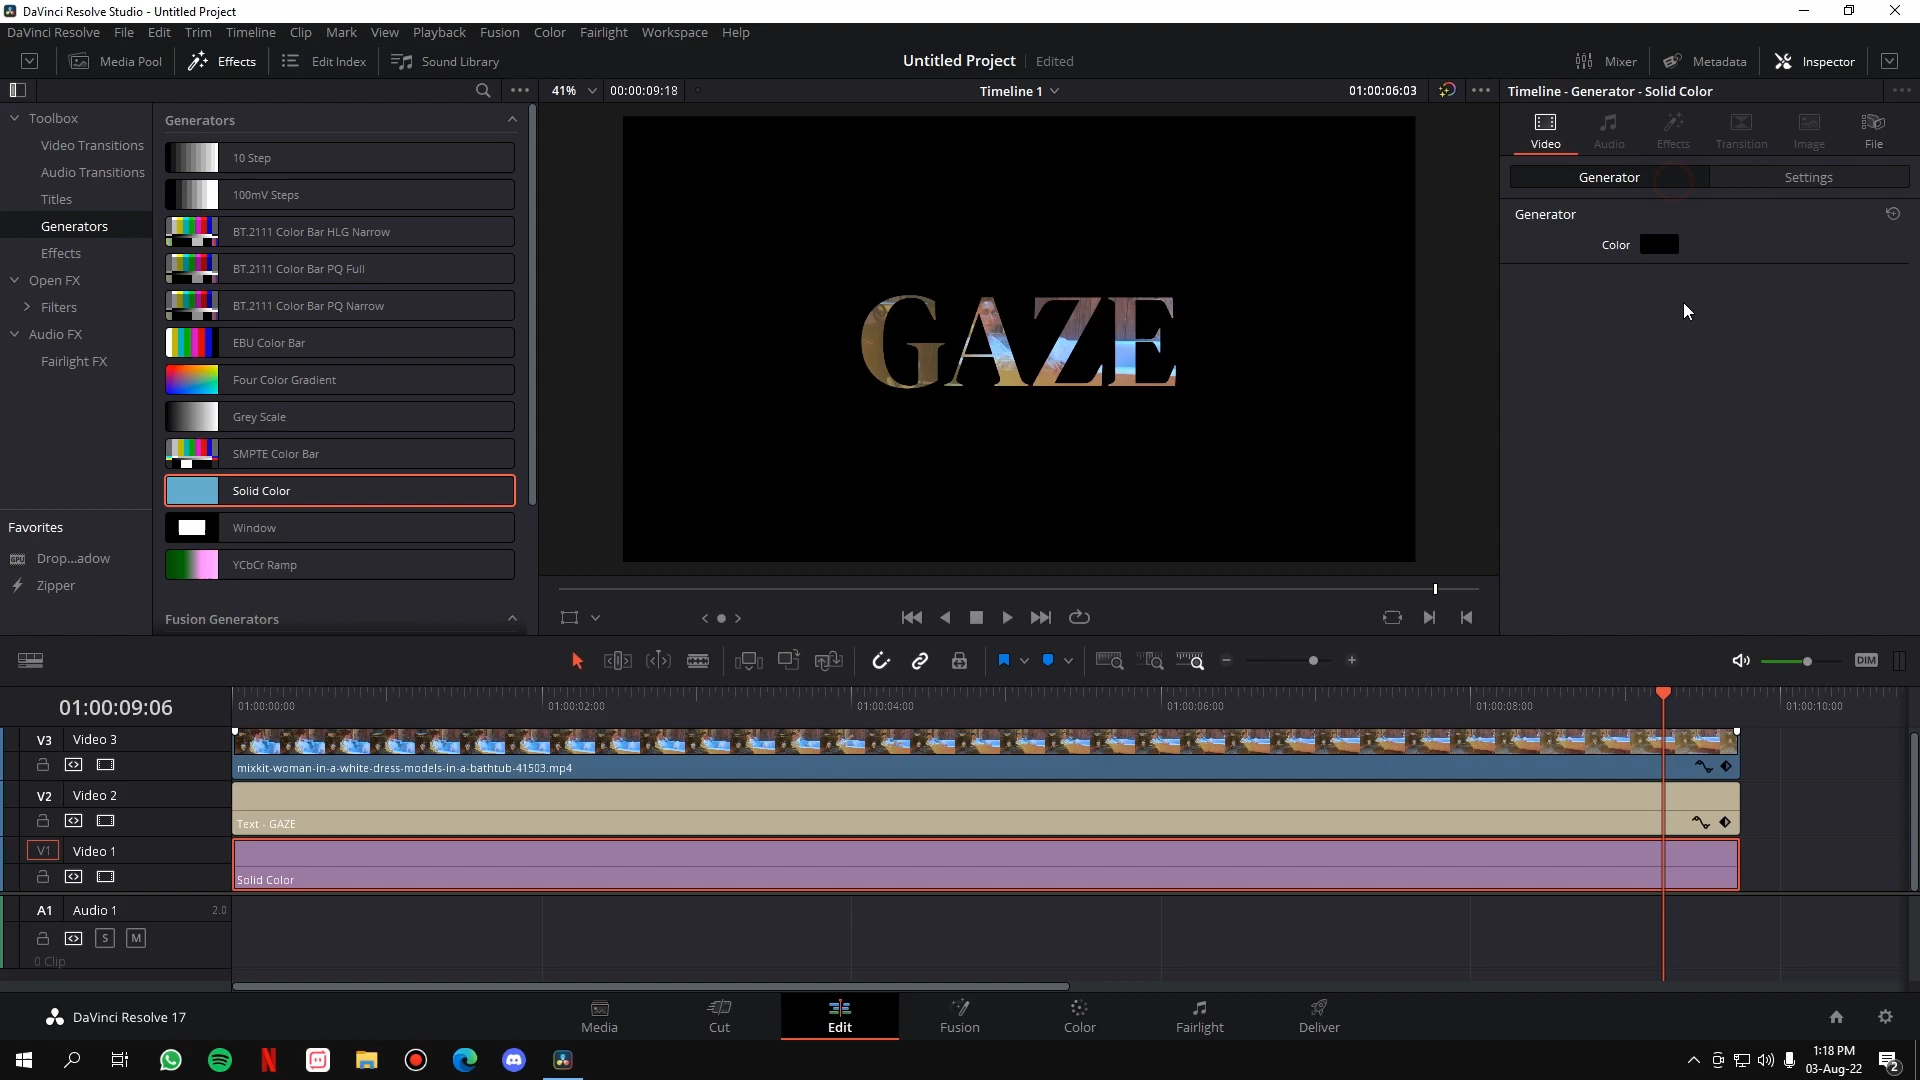 DaVinci Resolve Studio - Untitled Project
DaVinci Resolve File Edit Trim Timeline Clip Mark View Playback Fusion Color Fairlight Workspace Help
Media Pool Effects Edit Index Sound Library Untitled Project Edited Mixer Metadata Inspector
41% 00:00:09:18 Timeline 1 01:00:06:03 Timeline - Generator - Solid Color
Toolbox
Video Transitions
Audio Transitions
Titles
Generators
Effects
Open FX
Filters
Audio FX
Fairlight FX
Favorites
Drop...adow
Zipper
Generators
10 Step
100mV Steps
BT.2111 Color Bar HLG Narrow
BT.2111 Color Bar PQ Full
BT.2111 Color Bar PQ Narrow
EBU Color Bar
Four Color Gradient
Grey Scale
SMPTE Color Bar
Solid Color
Window
YCbCr Ramp
Fusion Generators
GAZE
Video Audio Effects Transition Image File
Generator Settings
Generator
Color
DIM
01:00:09:06
01:00:00:00 01:00:02:00 01:00:04:00 01:00:06:00 01:00:08:00 01:00:10:00
V3 Video 3
mixkit-woman-in-a-white-dress-models-in-a-bathtub-41503.mp4
V2 Video 2
Text - GAZE
V1 Video 1
Solid Color
A1 Audio 1 2.0
S M
0 Clip
DaVinci Resolve 17
Media Cut Edit Fusion Color Fairlight Deliver
1:18 PM
03-Aug-22
2